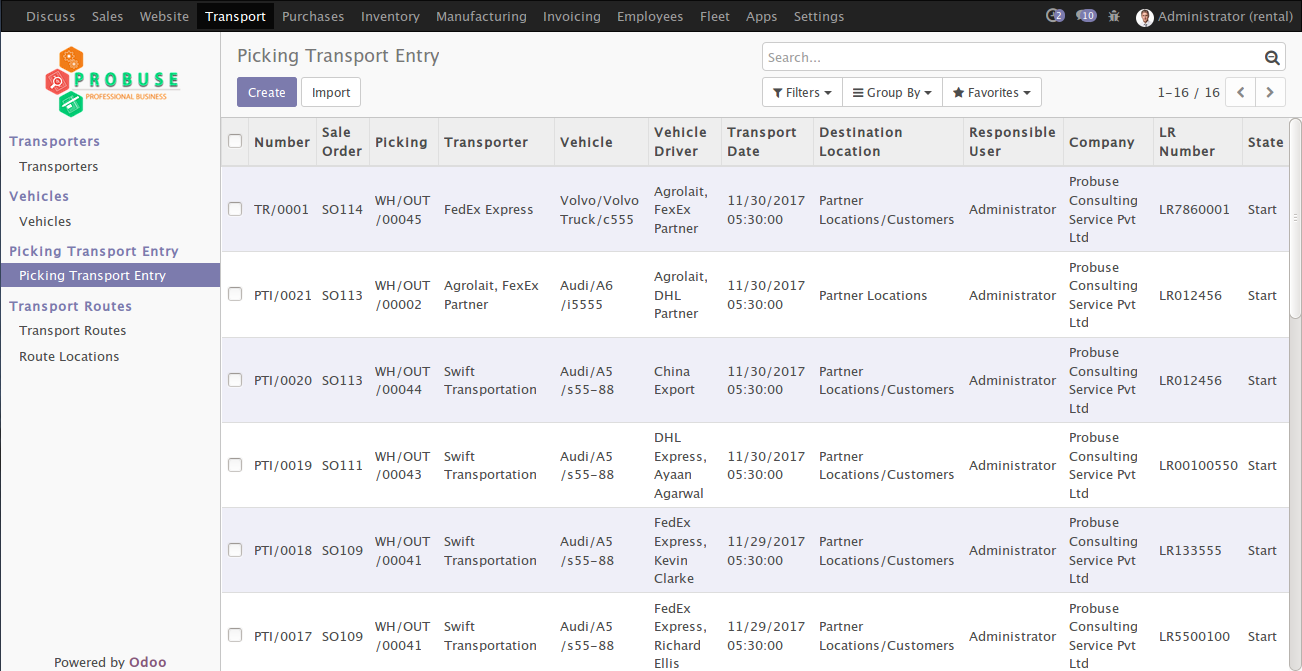 Discuss Sales Website Transport Purchases Inventory Manufacturing Invoicing Employees Fleet Apps Settings 2 10 Administrator (rental)
PROBUSE
PROFESSIONAL BUSINESS
Transporters
Transporters
Vehicles
Vehicles
Picking Transport Entry
Picking Transport Entry
Transport Routes
Transport Routes
Route Locations
Powered by Odoo
Picking Transport Entry
Search...
Create Import
Filters Group By Favorites 1-16 / 16
Number Sale Order Picking Transporter Vehicle Vehicle Driver Transport Date Destination Location Responsible User Company LR Number State
TR/0001 SO114 WH/OUT/00045 FedEx Express Volvo/Volvo Truck/c555 Agrolait, FexEx Partner 11/30/2017 05:30:00 Partner Locations/Customers Administrator Probuse Consulting Service Pvt Ltd LR7860001 Start
PTI/0021 SO113 WH/OUT/00002 Agrolait, FexEx Partner Audi/A6/i5555 Agrolait, DHL Partner 11/30/2017 05:30:00 Partner Locations Administrator Probuse Consulting Service Pvt Ltd LR012456 Start
PTI/0020 SO113 WH/OUT/00044 Swift Transportation Audi/A5/s55-88 China Export 11/30/2017 05:30:00 Partner Locations/Customers Administrator Probuse Consulting Service Pvt Ltd LR012456 Start
PTI/0019 SO111 WH/OUT/00043 Swift Transportation Audi/A5/s55-88 DHL Express, Ayaan Agarwal 11/30/2017 05:30:00 Partner Locations/Customers Administrator Probuse Consulting Service Pvt Ltd LR00100550 Start
PTI/0018 SO109 WH/OUT/00041 Swift Transportation Audi/A5/s55-88 FedEx Express, Kevin Clarke 11/29/2017 05:30:00 Partner Locations/Customers Administrator Probuse Consulting Service Pvt Ltd LR133555 Start
PTI/0017 SO109 WH/OUT/00041 Swift Transportation Audi/A5/s55-88 FedEx Express, Richard Ellis 11/29/2017 05:30:00 Partner Locations/Customers Administrator Probuse Consulting Service Pvt Ltd LR5500100 Start